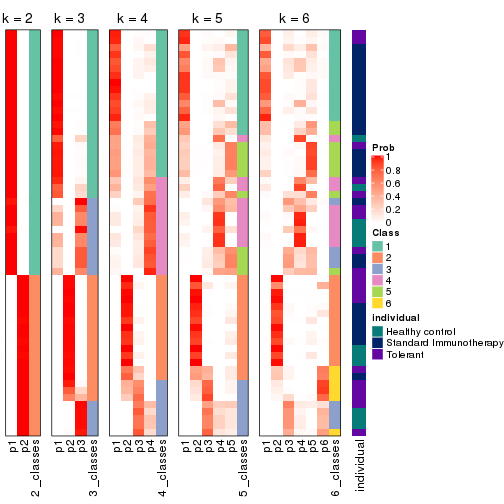 k = 2
k = 3
k = 4
k = 5
k = 6
Prob
1
0.8
0.6
0.4
0.2
0
Class
1
2
3
4
5
6
individual
Healthy control
Standard Immunotherapy
Tolerant
p1
p2
2_classes
p1
p2
p3
3_classes
p1
p2
p3
p4
4_classes
p1
p2
p3
p4
p5
5_classes
p1
p2
p3
p4
p5
p6
6_classes
individual